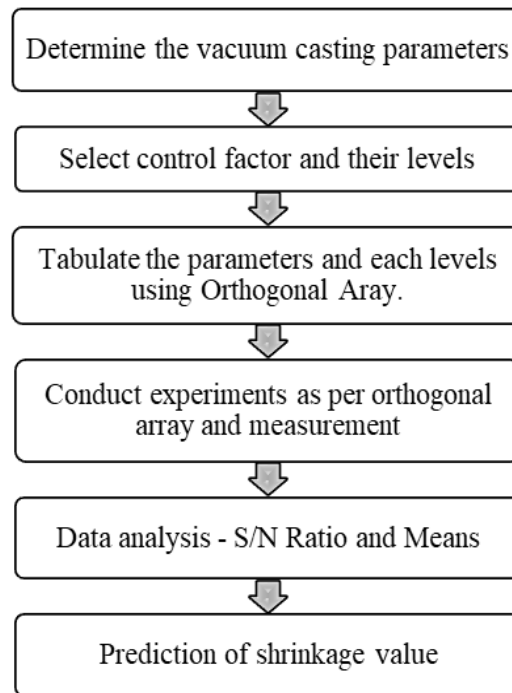 Determine the vacuum casting parameters
Select control factor and their levels
Tabulate the parameters and each levels
using Orthogonal Aray.
Conduct experiments as per orthogonal
array and measurement
Data analysis - S/N Ratio and Means
Prediction of shrinkage value